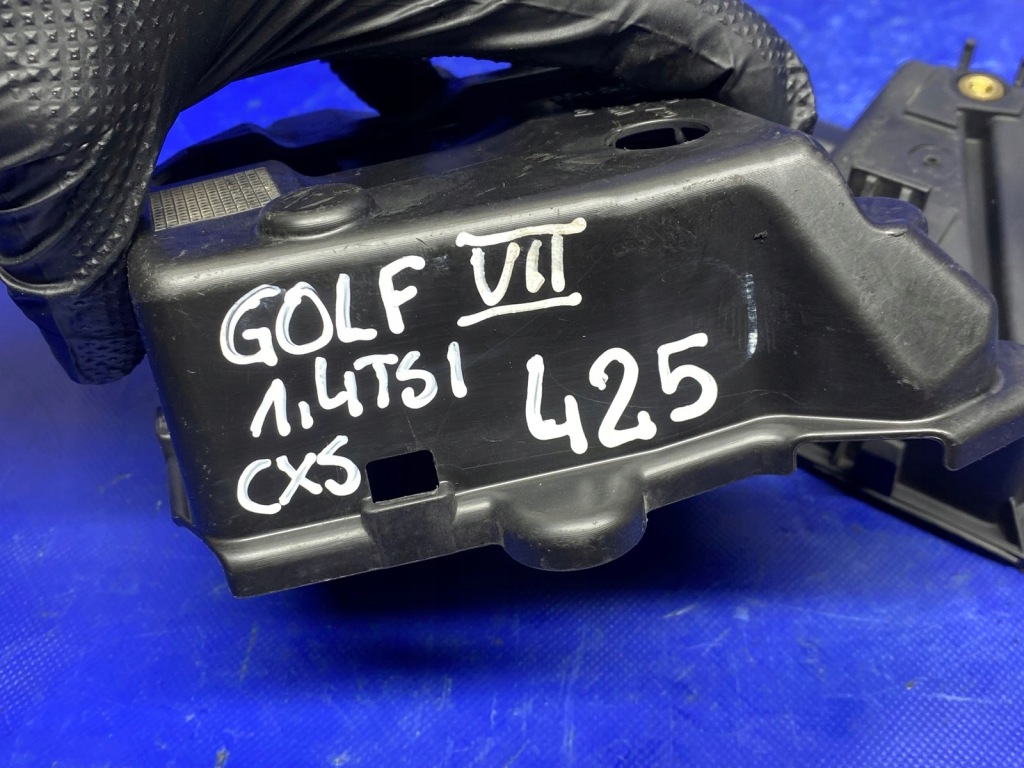 GOLF VII
1,4TSI 425
CXS